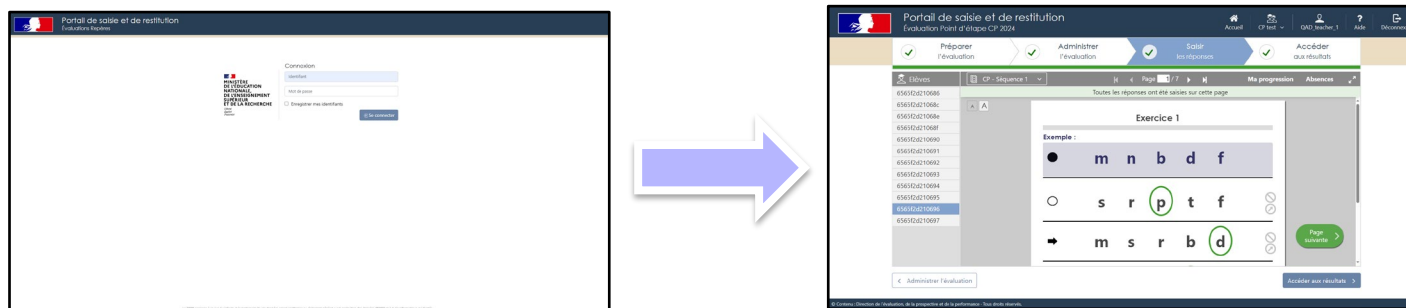 Portail de saisie et de restitution
Évaluations Repères
MINISTÈRE
DE L'ÉDUCATION
NATIONALE,
DE L'ENSEIGNEMENT
SUPÉRIEUR
ET DE LA RECHERCHE
Connexion
Identifiant
Mot de passe
Enregistrer mes identifiants
Se connecter
Portail de saisie et de restitution
Évaluation Point d'étape CP 2024
Accueil
CP test
QAD_teacher_1
? Aide
Déconnexion
Préparer
l'évaluation
Administrer
l'évaluation
Saisir
les réponses
Accéder
aux résultats
Élèves
CP - Séquence 1
Page 1 / 7
Ma progression
Absences
Toutes les réponses ont été saisies sur cette page
6565f2d210686
6565f2d21068c
6565f2d21068e
6565f2d21068f
6565f2d210690
6565f2d210691
6565f2d210692
6565f2d210693
6565f2d210694
6565f2d210695
6565f2d210696
6565f2d210697
A A
Exercice 1
Exemple :
m n b d f
s r p t f
m s r b d
Page
suivante
Administrer l'évaluation
Accéder aux résultats
© Contenu : Direction de l'évaluation, de la prospective et de la performance - Tous droits réservés.